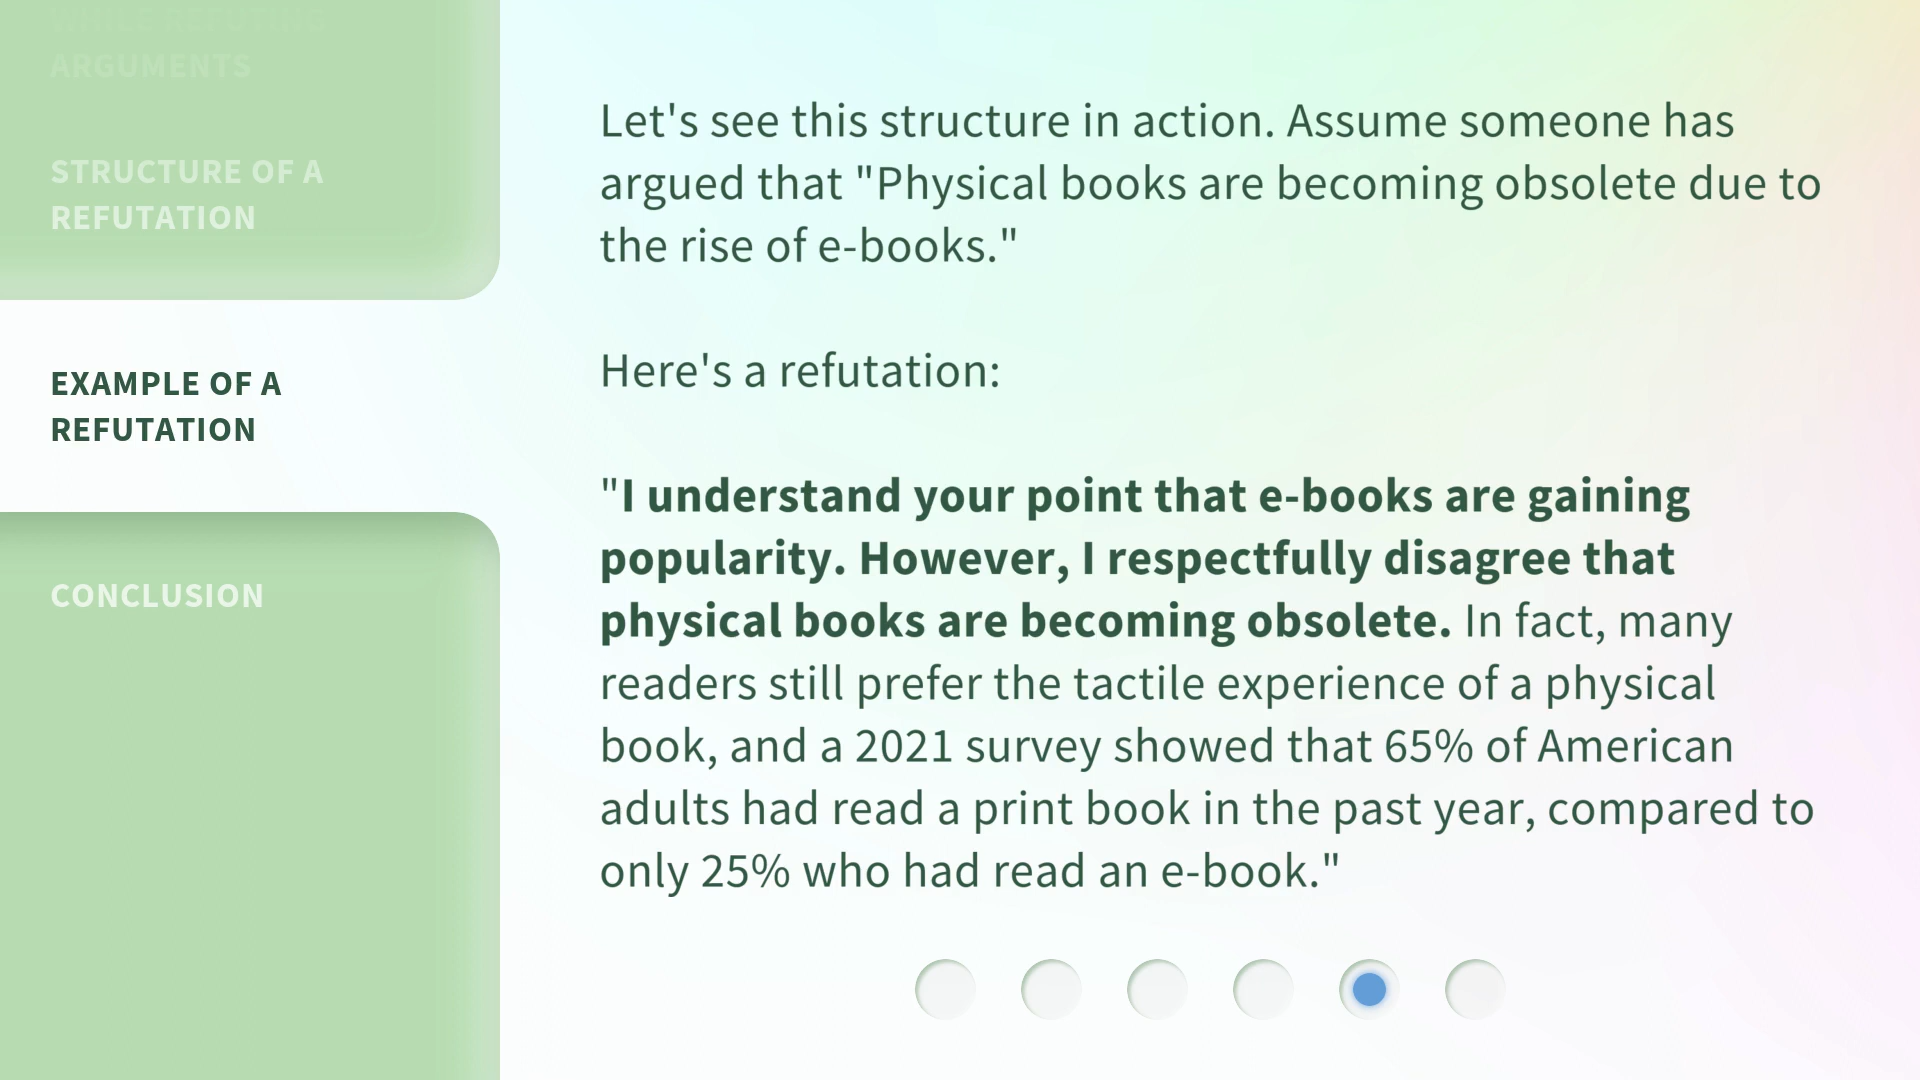 WHILE REFUTING
ARGUMENTS
STRUCTURE OF A
REFUTATION
EXAMPLE OF A
REFUTATION
CONCLUSION
Let's see this structure in action. Assume someone has
argued that "Physical books are becoming obsolete due to
the rise of e-books."
Here's a refutation:
"I understand your point that e-books are gaining
popularity. However, I respectfully disagree that
physical books are becoming obsolete. In fact, many
readers still prefer the tactile experience of a physical
book, and a 2021 survey showed that 65% of American
adults had read a print book in the past year, compared to
only 25% who had read an e-book."